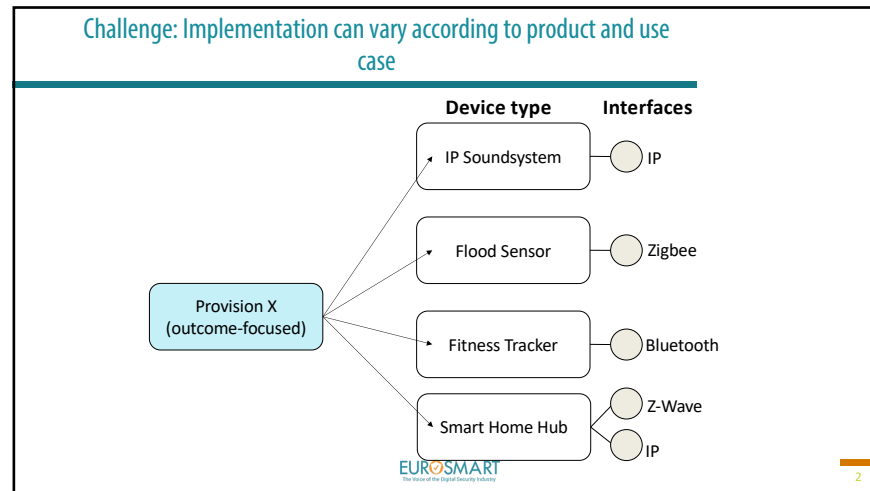 Challenge: Implementation can vary according to product and use
case
Device type
Interfaces
IP Soundsystem
IP
Flood Sensor
Zigbee
Provision X
(outcome-focused)
Fitness Tracker
Bluetooth
Smart Home Hub
Z-Wave
IP
EUROSMART
The Voice of the Digital Security Industry
2